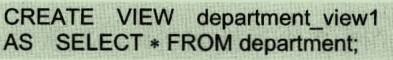 CREATE VIEW department_view1
AS SELECT * FROM department;